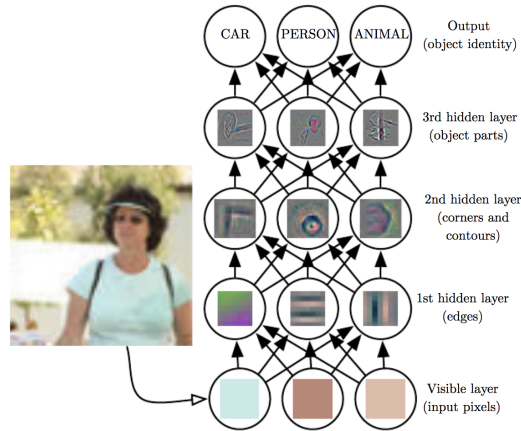 CAR PERSON ANIMAL
Output
(object identity)
3rd hidden layer
(object parts)
2nd hidden layer
(corners and
contours)
1st hidden layer
(edges)
Visible layer
(input pixels)